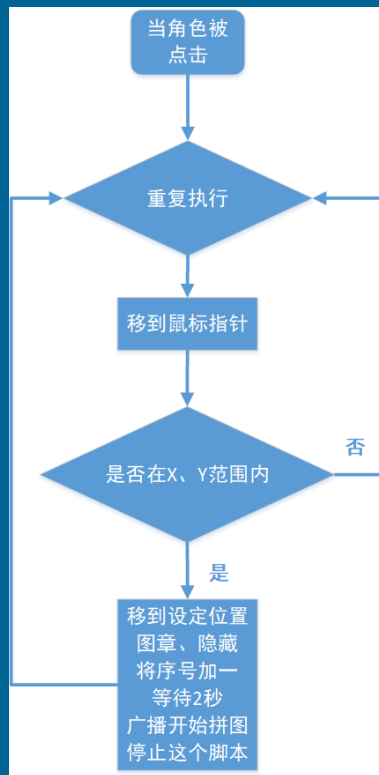 当角色被
点击
重复执行
移到鼠标指针
是否在X、Y范围内
否
是
移到设定位置
图章、隐藏
将序号加一
等待2秒
广播开始拼图
停止这个脚本